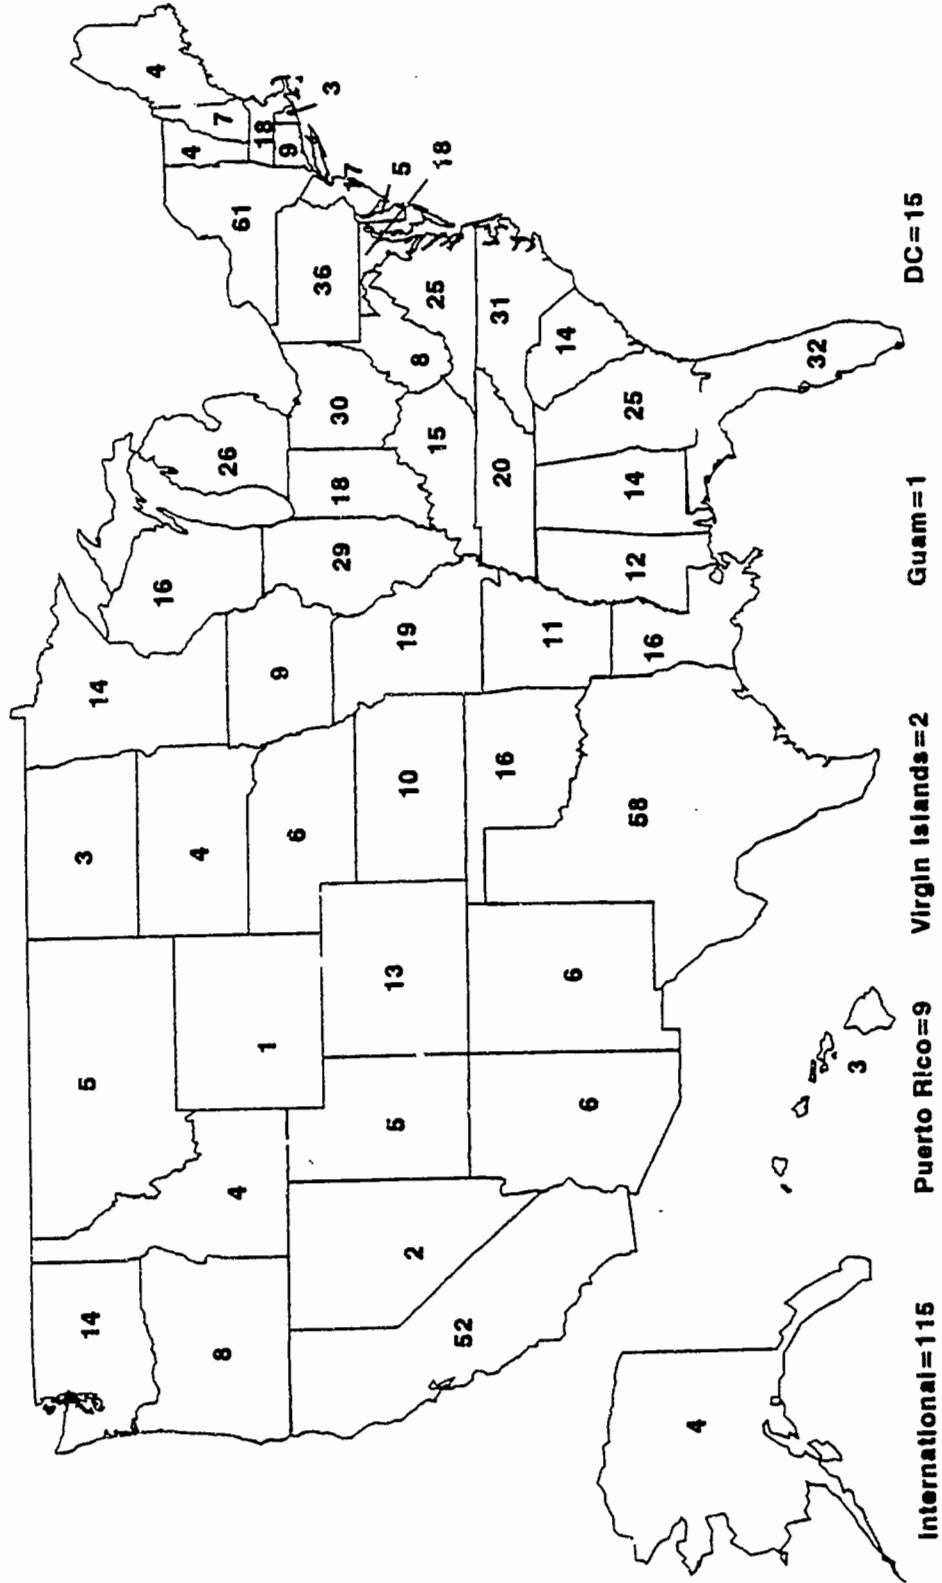 14 5 3 14
16 4
4 4
8 4 26 61 7
1 6 9 9 18
29 18 30 36 17 3
2 5 13 10 19 8 5
52 15 25 18
16 20 31
6 6 11 14
58 16 12 14 25
4
32
3
International=115 Puerto Rico=9 Virgin Islands=2 Guam=1 DC=15